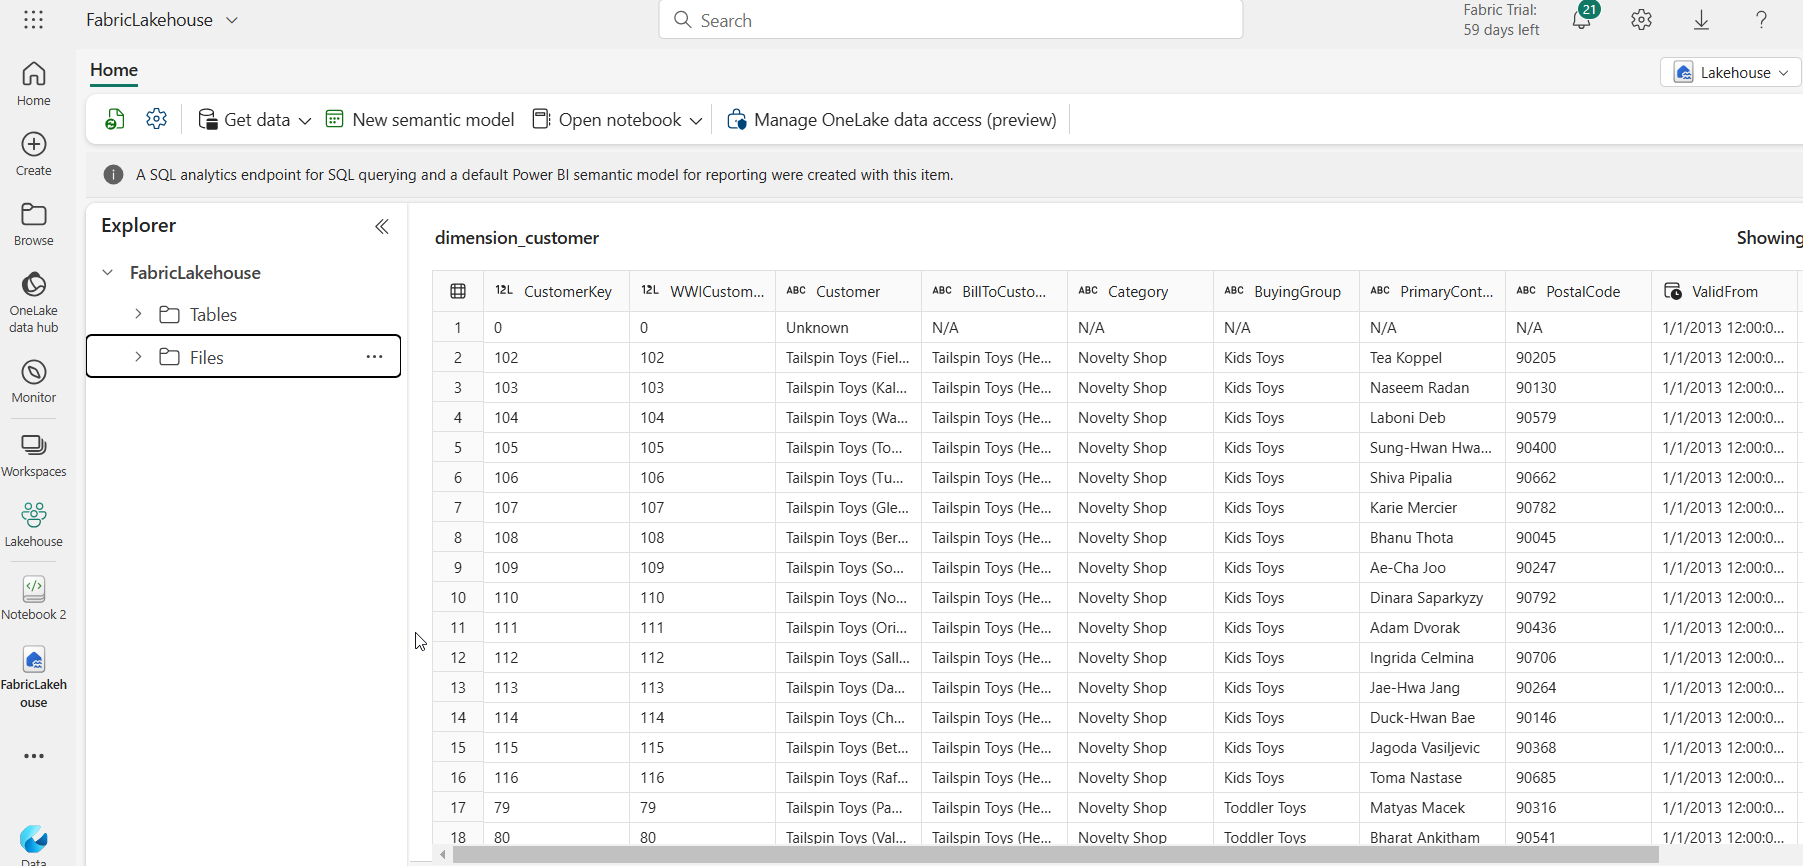 FabricLakehouse
Search
Fabric Trial:
59 days left
21
?
Home
Lakehouse
Get data
New semantic model
Open notebook
Manage OneLake data access (preview)
A SQL analytics endpoint for SQL querying and a default Power BI semantic model for reporting were created with this item.
Home
Create
Browse
OneLake
data hub
Monitor
Workspaces
Lakehouse
Notebook 2
FabricLakeh
ouse
Data
Explorer
FabricLakehouse
Tables
Files
dimension_customer
Showing
12L CustomerKey 12L WWICustom... ABC Customer ABC BillToCusto... ABC Category ABC BuyingGroup ABC PrimaryCont... ABC PostalCode ValidFrom
1 0 0 Unknown N/A N/A N/A N/A N/A 1/1/2013 12:00:0...
2 102 102 Tailspin Toys (Fiel... Tailspin Toys (He... Novelty Shop Kids Toys Tea Koppel 90205 1/1/2013 12:00:0...
3 103 103 Tailspin Toys (Kal... Tailspin Toys (He... Novelty Shop Kids Toys Naseem Radan 90130 1/1/2013 12:00:0...
4 104 104 Tailspin Toys (Wa... Tailspin Toys (He... Novelty Shop Kids Toys Laboni Deb 90579 1/1/2013 12:00:0...
5 105 105 Tailspin Toys (To... Tailspin Toys (He... Novelty Shop Kids Toys Sung-Hwan Hwa... 90400 1/1/2013 12:00:0...
6 106 106 Tailspin Toys (Tu... Tailspin Toys (He... Novelty Shop Kids Toys Shiva Pipalia 90662 1/1/2013 12:00:0...
7 107 107 Tailspin Toys (Gle... Tailspin Toys (He... Novelty Shop Kids Toys Karie Mercier 90782 1/1/2013 12:00:0...
8 108 108 Tailspin Toys (Ber... Tailspin Toys (He... Novelty Shop Kids Toys Bhanu Thota 90045 1/1/2013 12:00:0...
9 109 109 Tailspin Toys (So... Tailspin Toys (He... Novelty Shop Kids Toys Ae-Cha Joo 90247 1/1/2013 12:00:0...
10 110 110 Tailspin Toys (No... Tailspin Toys (He... Novelty Shop Kids Toys Dinara Saparkyzy 90792 1/1/2013 12:00:0...
11 111 111 Tailspin Toys (Ori... Tailspin Toys (He... Novelty Shop Kids Toys Adam Dvorak 90436 1/1/2013 12:00:0...
12 112 112 Tailspin Toys (Sall... Tailspin Toys (He... Novelty Shop Kids Toys Ingrida Celmina 90706 1/1/2013 12:00:0...
13 113 113 Tailspin Toys (Da... Tailspin Toys (He... Novelty Shop Kids Toys Jae-Hwa Jang 90264 1/1/2013 12:00:0...
14 114 114 Tailspin Toys (Ch... Tailspin Toys (He... Novelty Shop Kids Toys Duck-Hwan Bae 90146 1/1/2013 12:00:0...
15 115 115 Tailspin Toys (Bet... Tailspin Toys (He... Novelty Shop Kids Toys Jagoda Vasiljevic 90368 1/1/2013 12:00:0...
16 116 116 Tailspin Toys (Raf... Tailspin Toys (He... Novelty Shop Kids Toys Toma Nastase 90685 1/1/2013 12:00:0...
17 79 79 Tailspin Toys (Pa... Tailspin Toys (He... Novelty Shop Toddler Toys Matyas Macek 90316 1/1/2013 12:00:0...
18 80 80 Tailspin Toys (Val... Tailspin Toys (He... Novelty Shop Toddler Toys Bharat Ankitham 90541 1/1/2013 12:00:0...